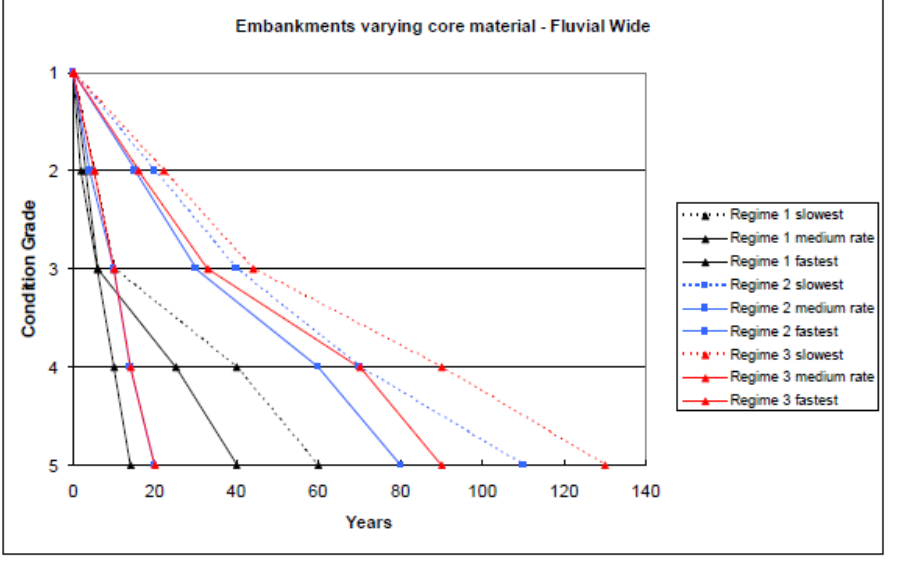 Embankments varying core material - Fluvial Wide
1
2
3
4
5
Condition Grade
0 20 40 60 80 100 120 140
Years
Regime 1 slowest
Regime 1 medium rate
Regime 1 fastest
Regime 2 slowest
Regime 2 medium rate
Regime 2 fastest
Regime 3 slowest
Regime 3 medium rate
Regime 3 fastest